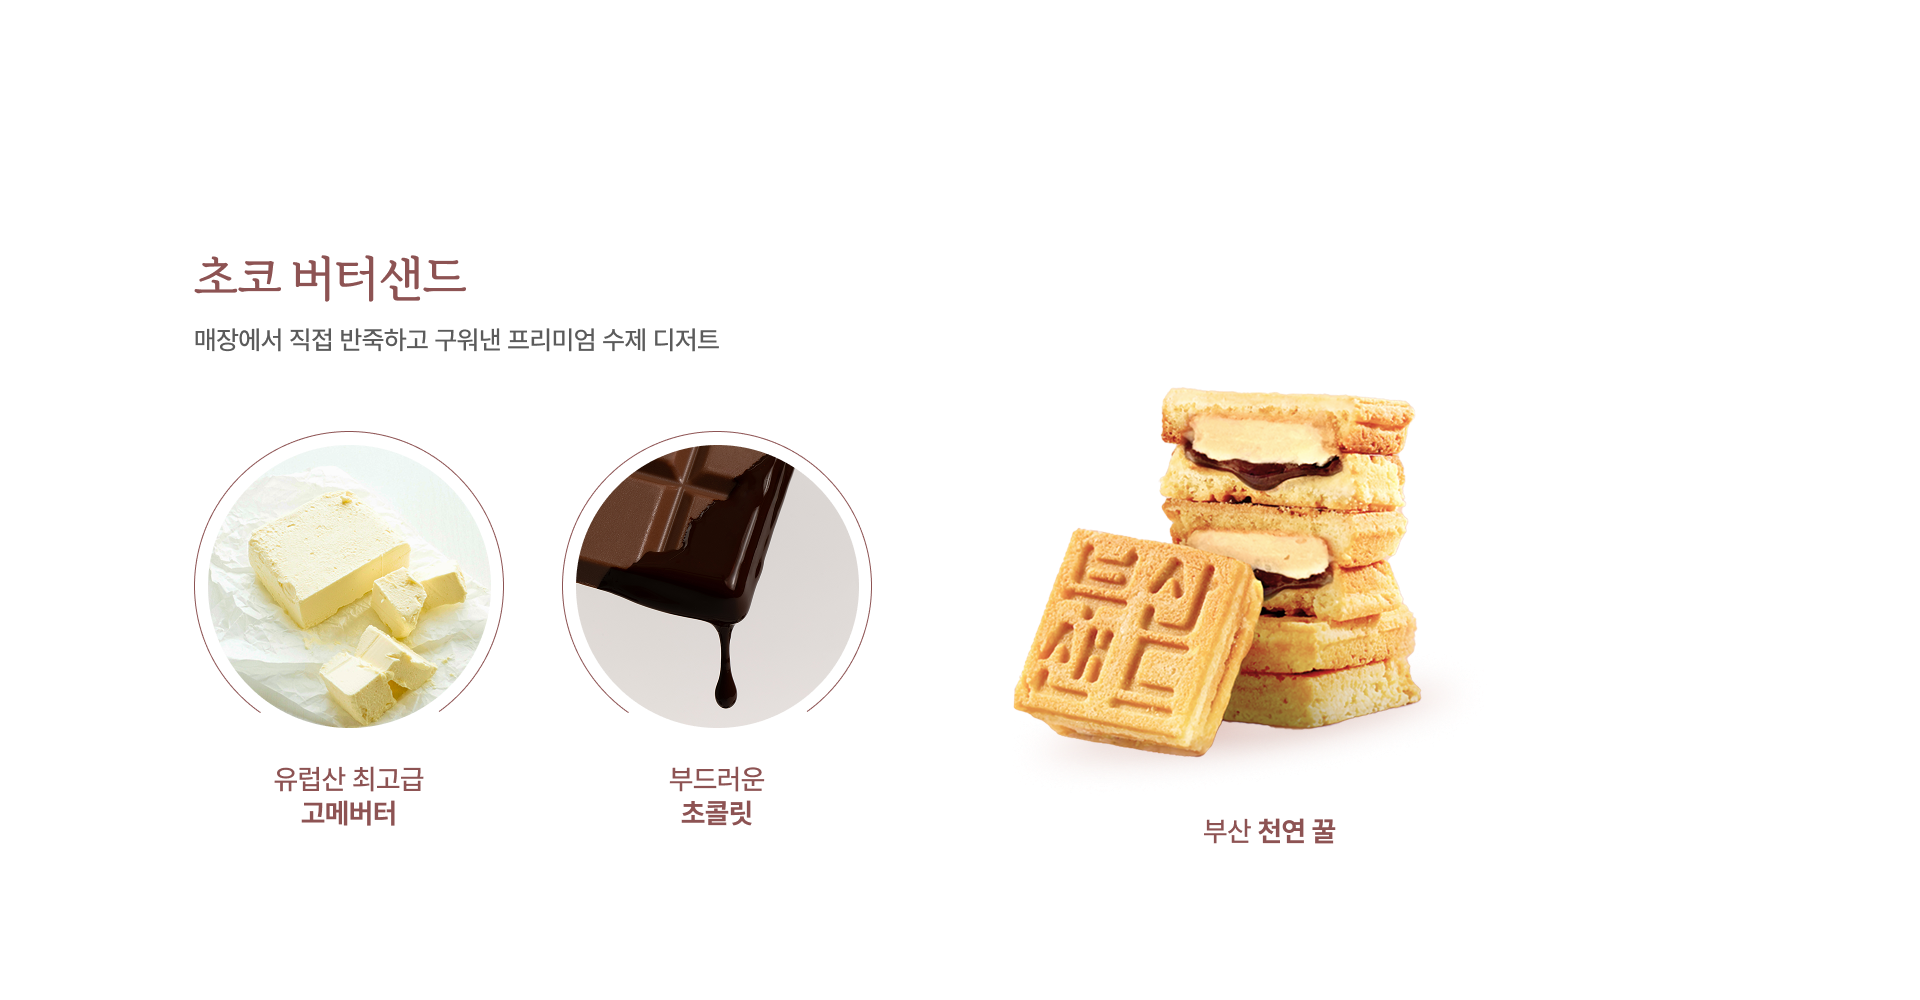 초코 버터샌드
매장에서 직접 반죽하고 구워낸 프리미엄 수제 디저트
유럽산 최고급
고메버터
부드러운
초콜릿
부산
샌드
부산 천연 꿀